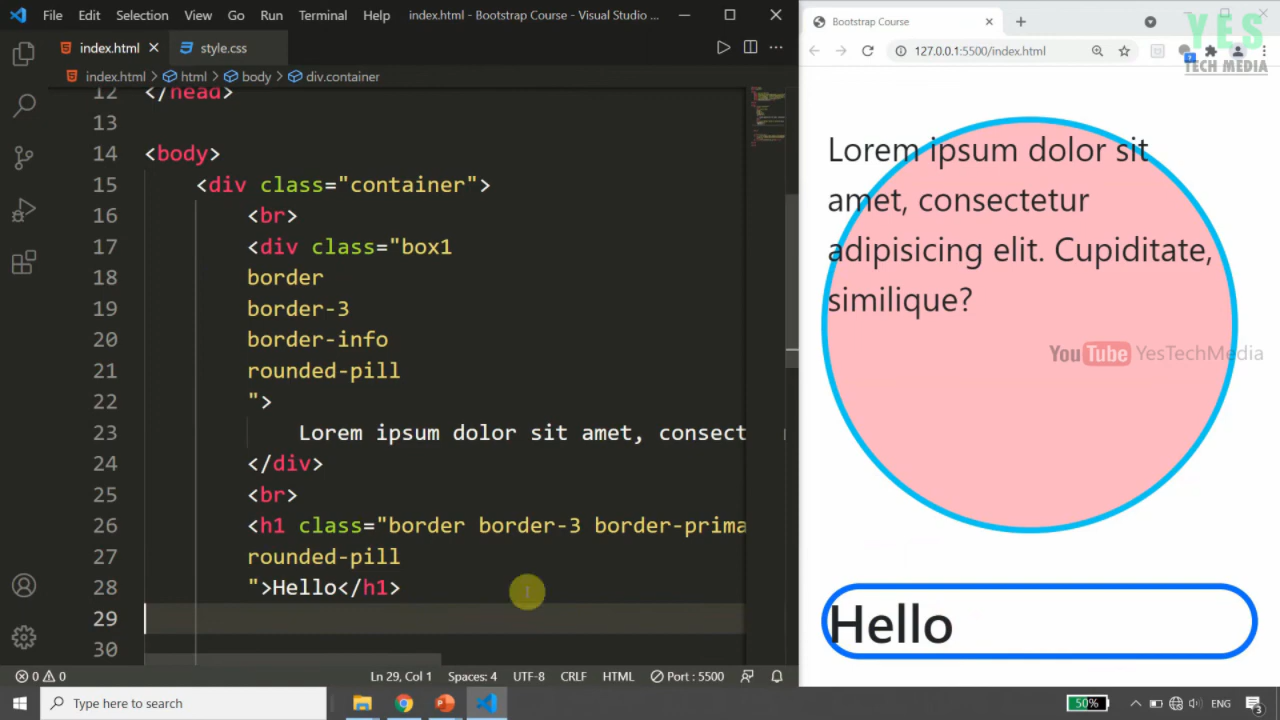 File Edit Selection View Go Run Terminal Help index.html - Bootstrap Course - Visual Studio ...
index.html style.css
index.html > html > body > div.container
12 </head>
13
14 <body>
15 <div class="container">
16 <br>
17 <div class="box1
18 border
19 border-3
20 border-info
21 rounded-pill
22 ">
23 Lorem ipsum dolor sit amet, consect
24 </div>
25 <br>
26 <h1 class="border border-3 border-prima
27 rounded-pill
28 ">Hello</h1>
29
30
0 0 Ln 29, Col 1 Spaces: 4 UTF-8 CRLF HTML Port : 5500
Bootstrap Course
127.0.0.1:5500/index.html
YES
TECH MEDIA
Lorem ipsum dolor sit
amet, consectetur
adipisicing elit. Cupiditate,
similique?
YouTube YesTechMedia
Hello
Type here to search
50% ENG 3